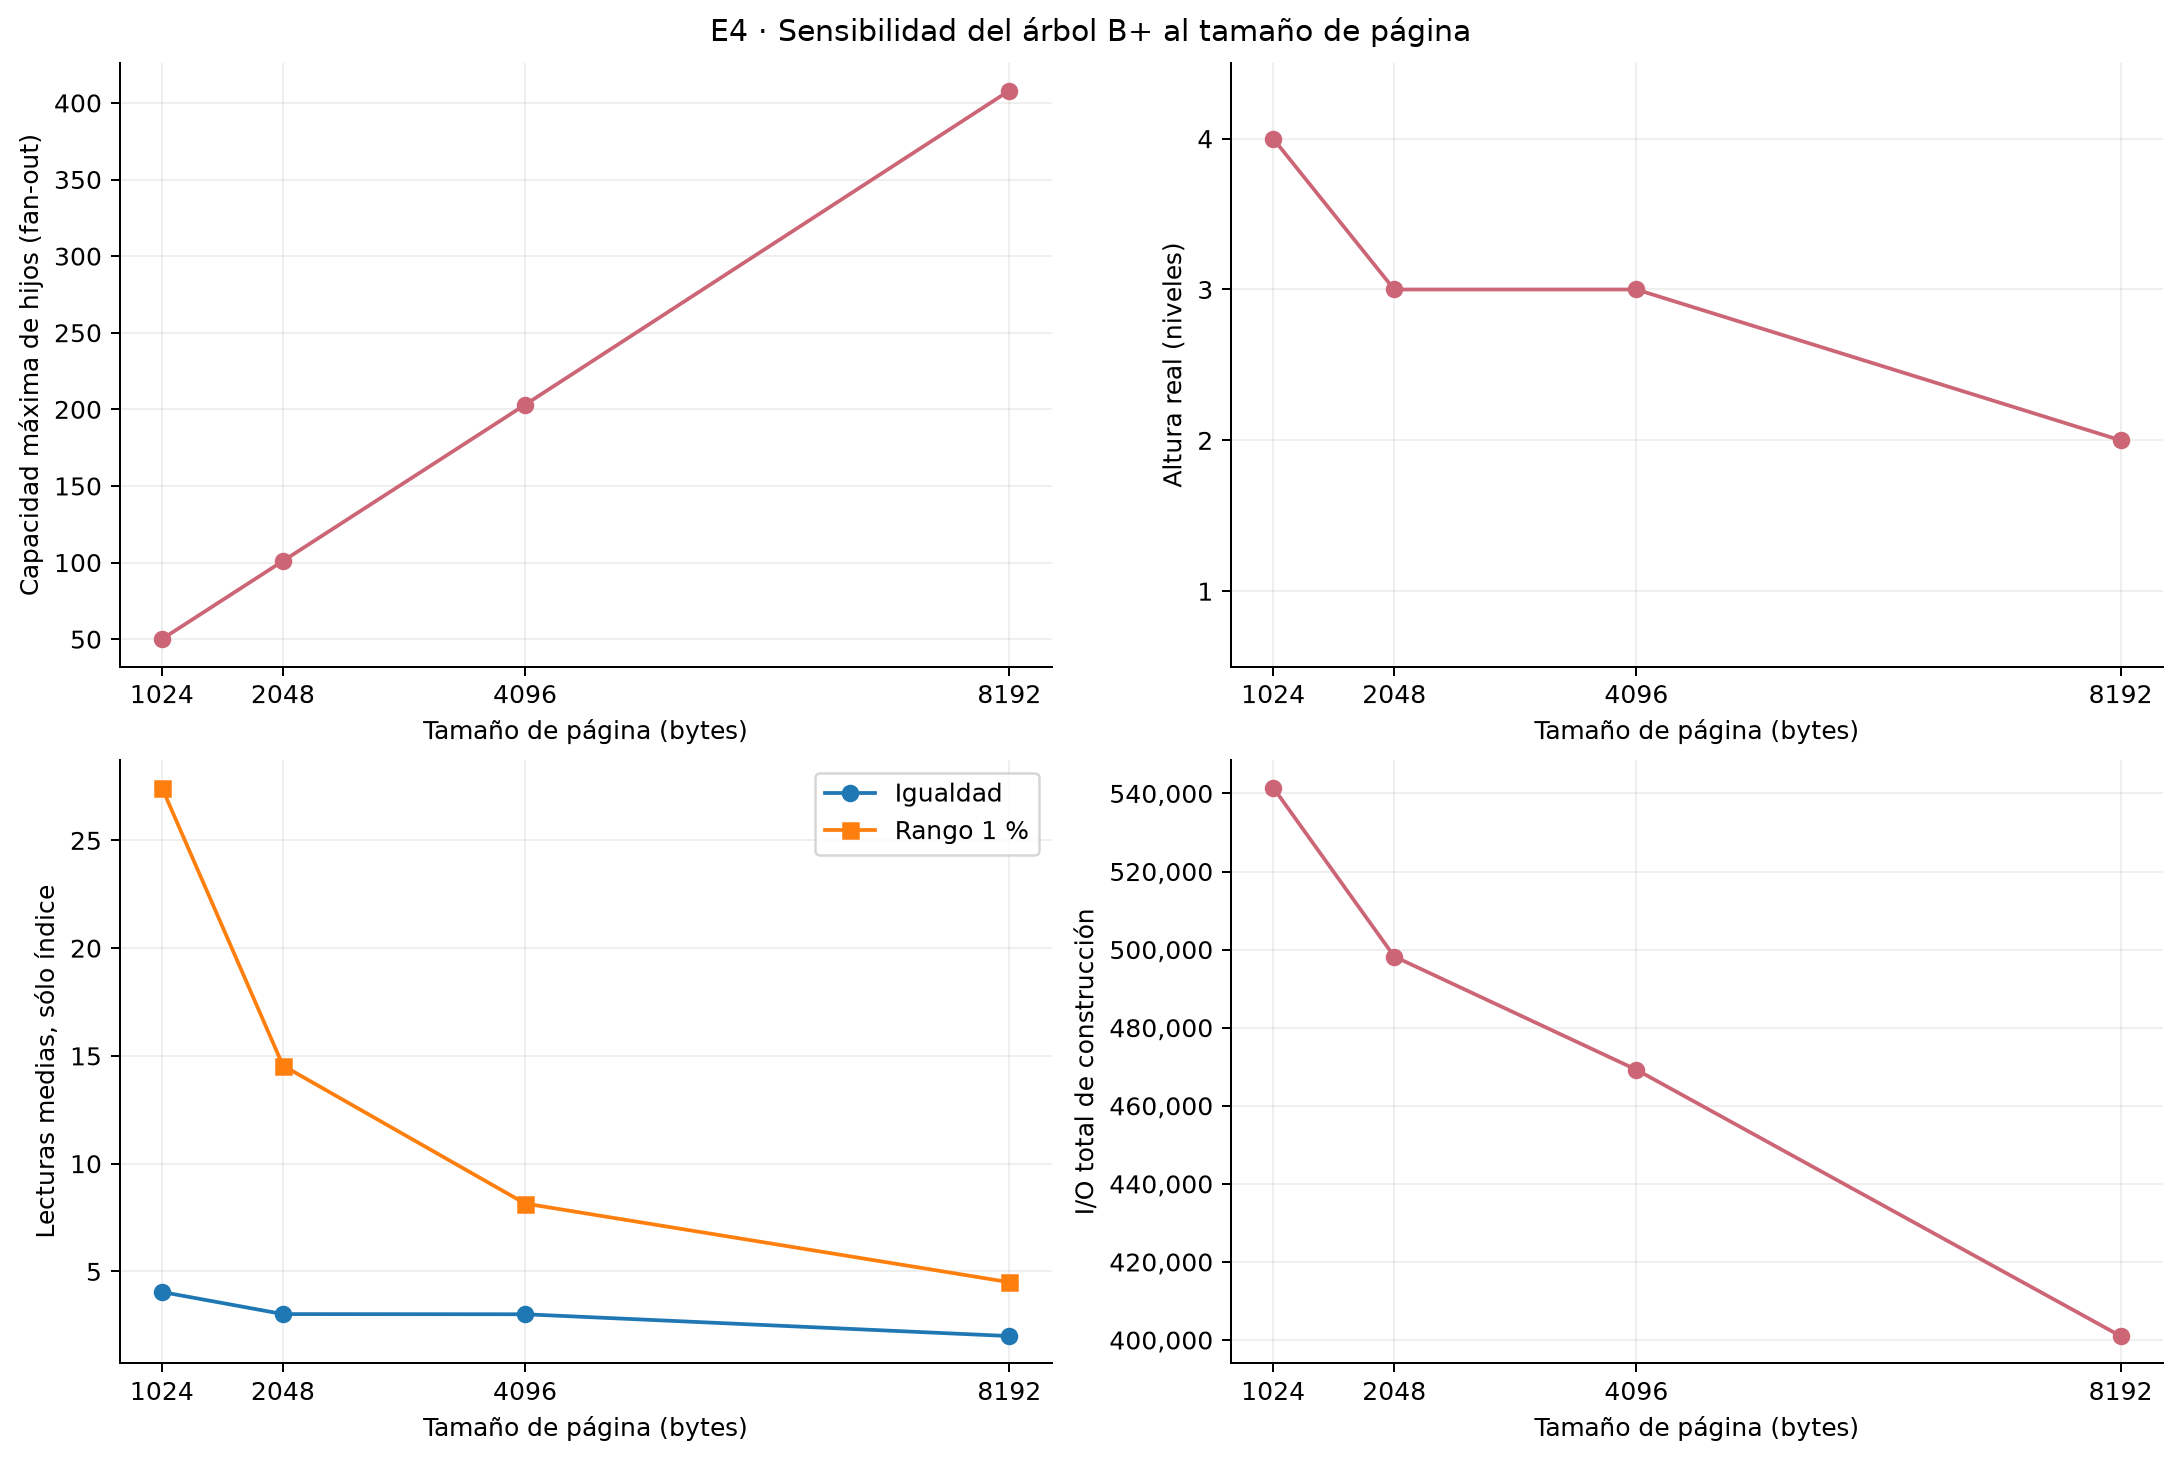 E4 · Sensibilidad del árbol B+ al tamaño de página
Capacidad máxima de hijos (fan-out)
400
350
300
250
200
150
100
50
1024 2048 4096 8192
Tamaño de página (bytes)
Altura real (niveles)
4
3
2
1
1024 2048 4096 8192
Tamaño de página (bytes)
Lecturas medias, sólo índice
25
20
15
10
5
Igualdad
Rango 1 %
1024 2048 4096 8192
Tamaño de página (bytes)
I/O total de construcción
540,000
520,000
500,000
480,000
460,000
440,000
420,000
400,000
1024 2048 4096 8192
Tamaño de página (bytes)